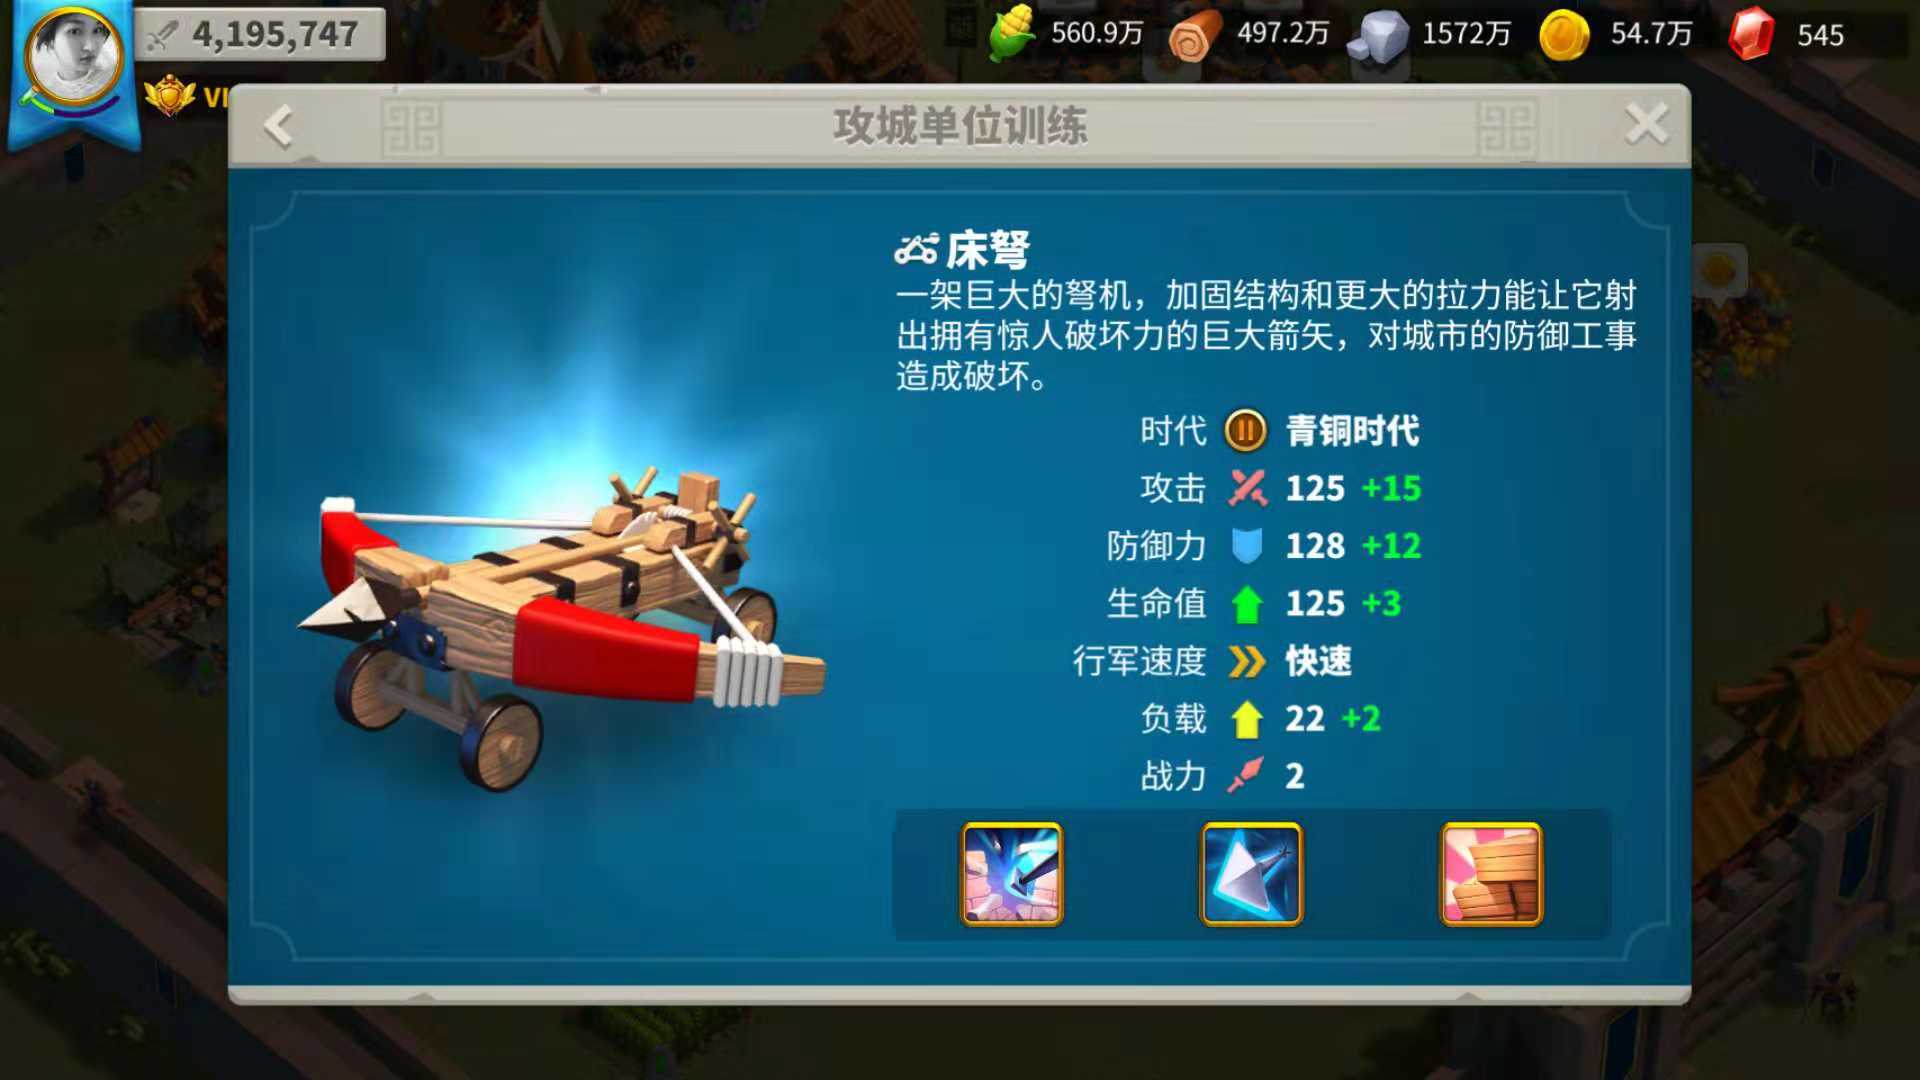 4,195,747
560.9万
497.2万
1572万
54.7万
545
VI
攻城单位训练
床弩
一架巨大的弩机，加固结构和更大的拉力能让它射
出拥有惊人破坏力的巨大箭矢，对城市的防御工事
造成破坏。
时代 II 青铜时代
攻击 125 +15
防御力 128 +12
生命值 125 +3
行军速度 快速
负载 22 +2
战力 2